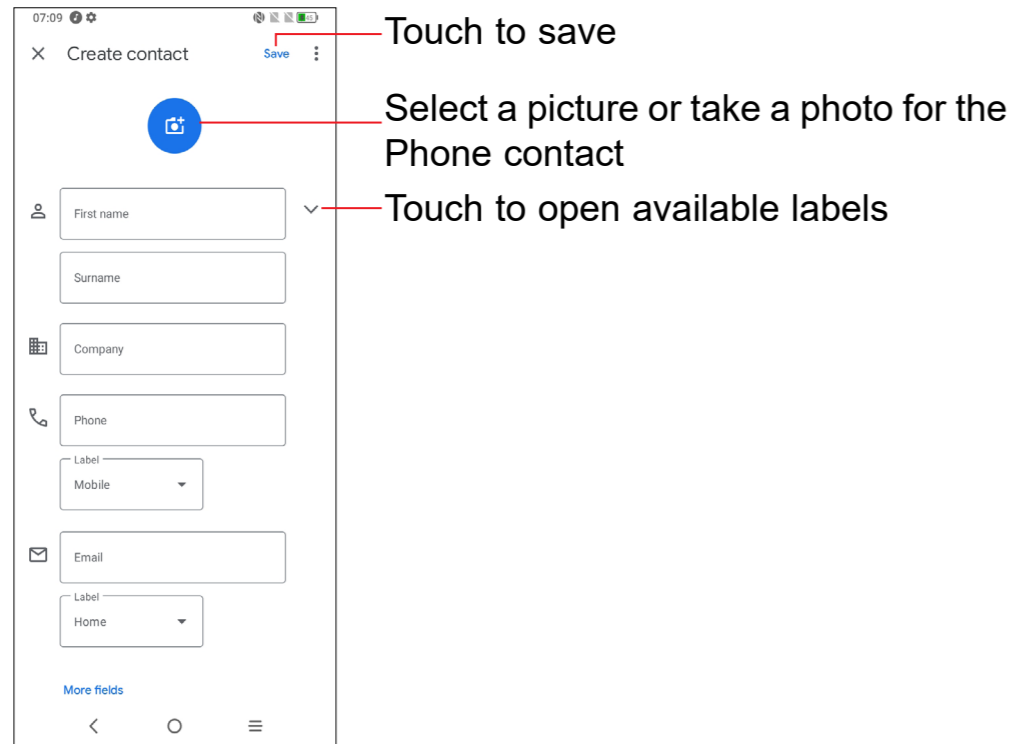 07:09 45
Create contact Save
Touch to save
Select a picture or take a photo for the
Phone contact
First name
Touch to open available labels
Surname
Company
Phone
Label
Mobile
Email
Label
Home
More fields